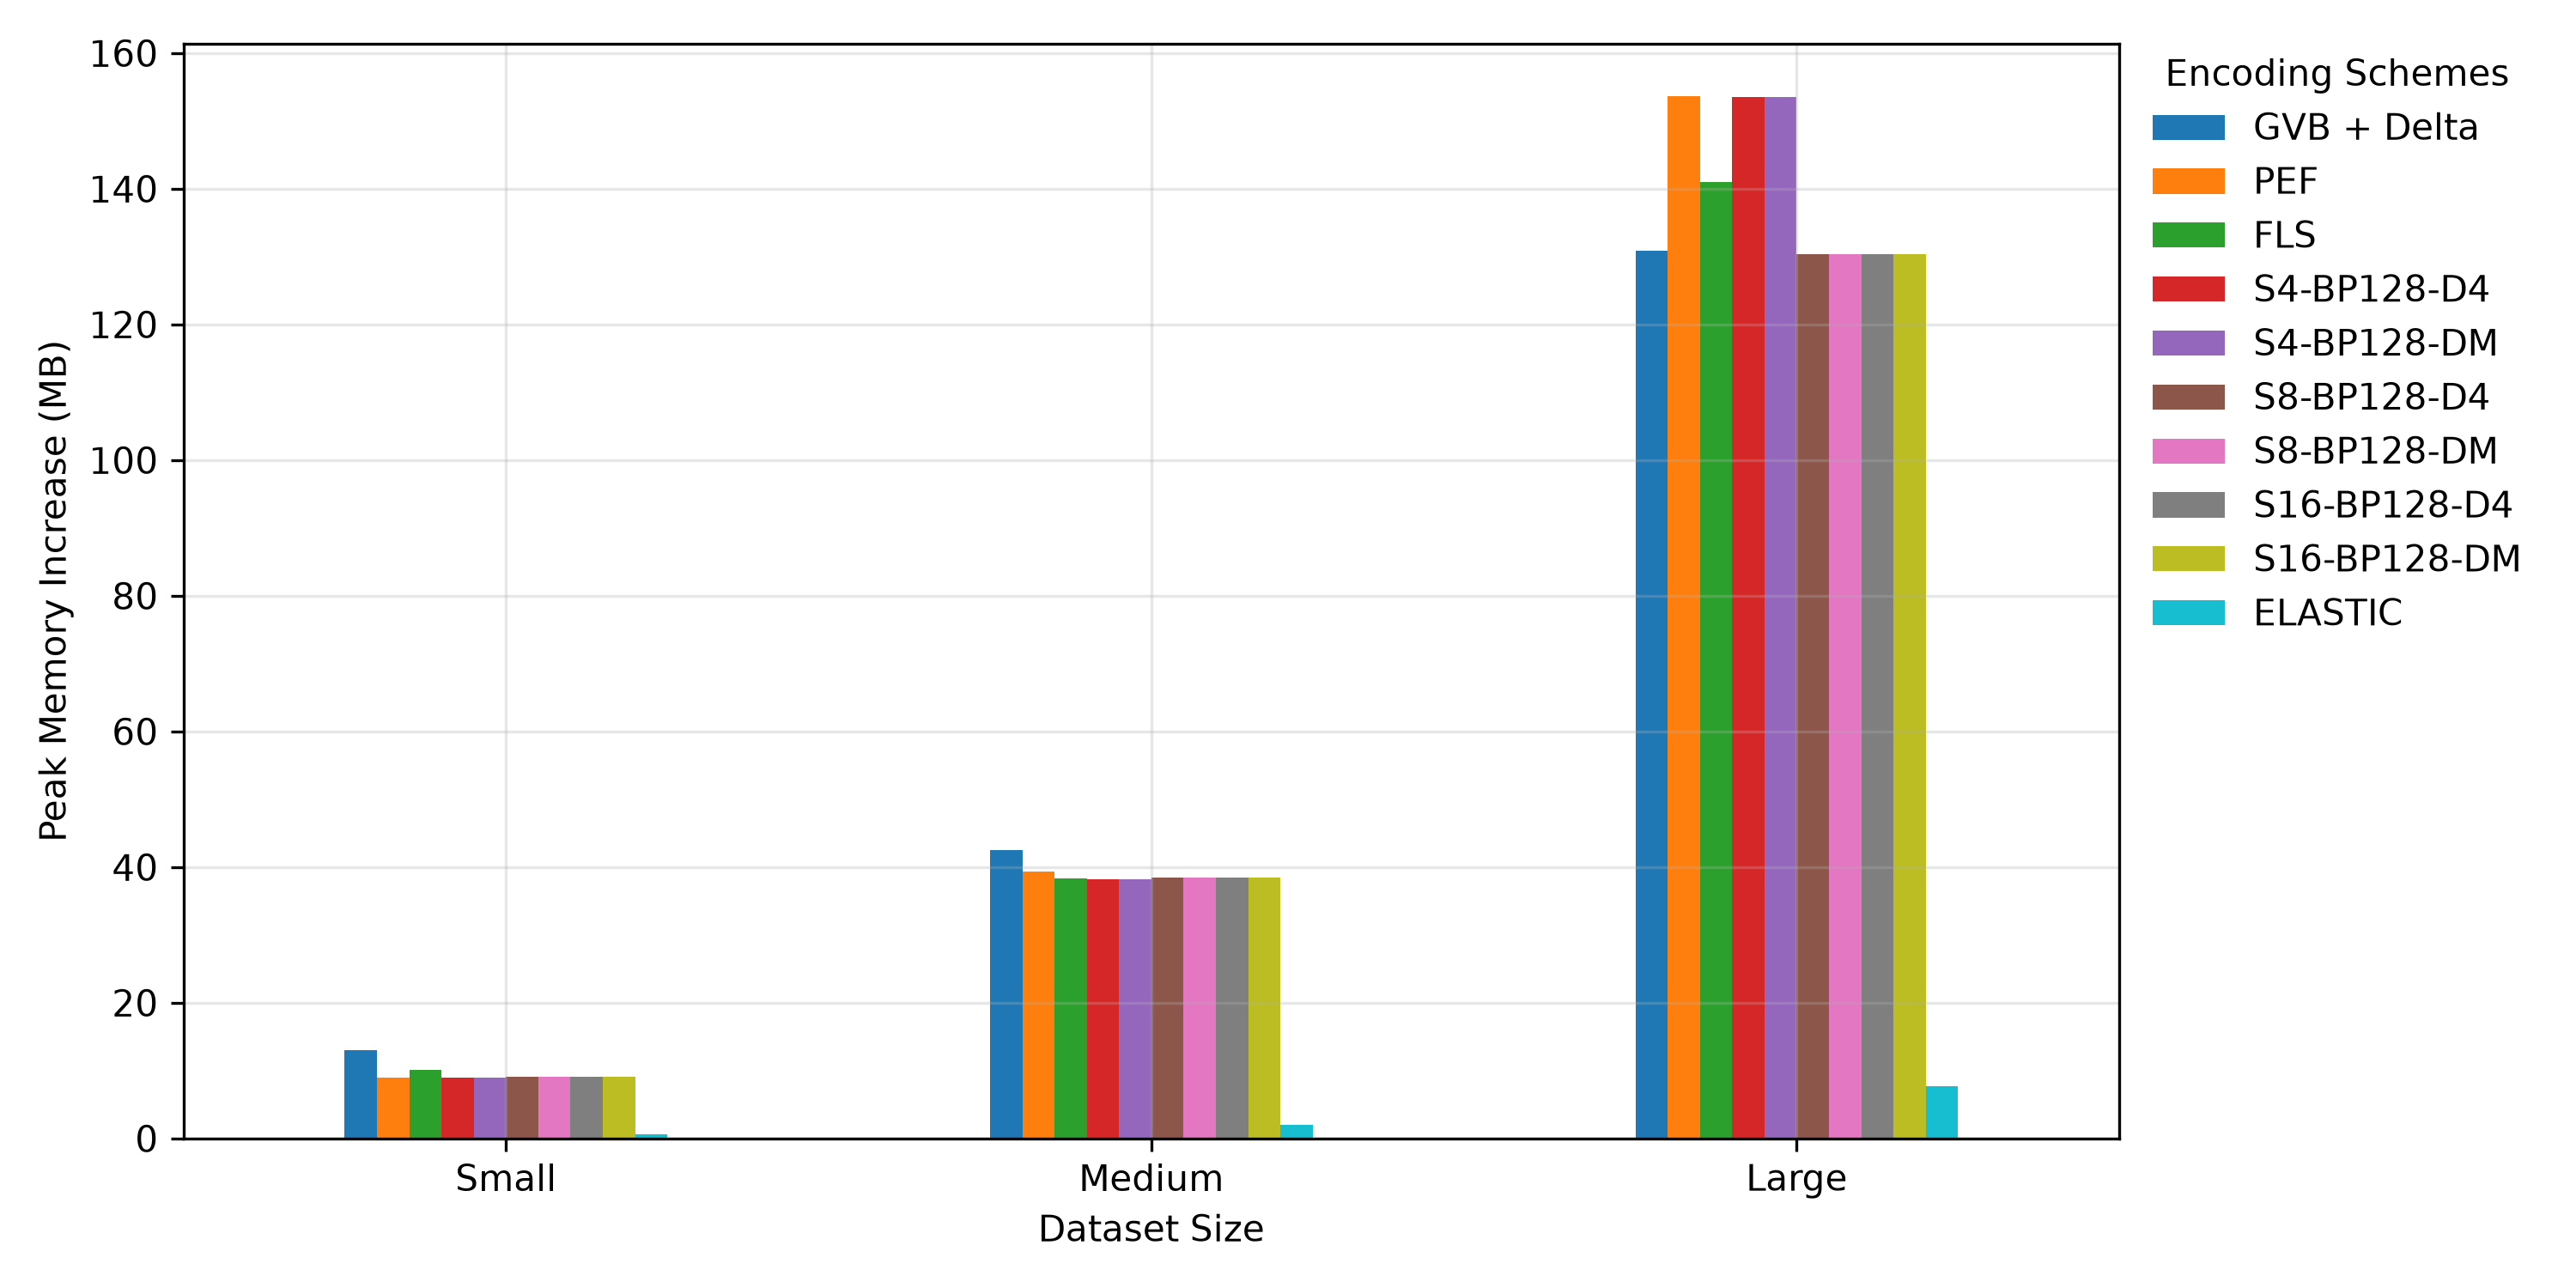 160
140
120
100
80
60
40
20
0
Peak Memory Increase (MB)
Small
Medium
Large
Dataset Size
Encoding Schemes
GVB + Delta
PEF
FLS
S4-BP128-D4
S4-BP128-DM
S8-BP128-D4
S8-BP128-DM
S16-BP128-D4
S16-BP128-DM
ELASTIC